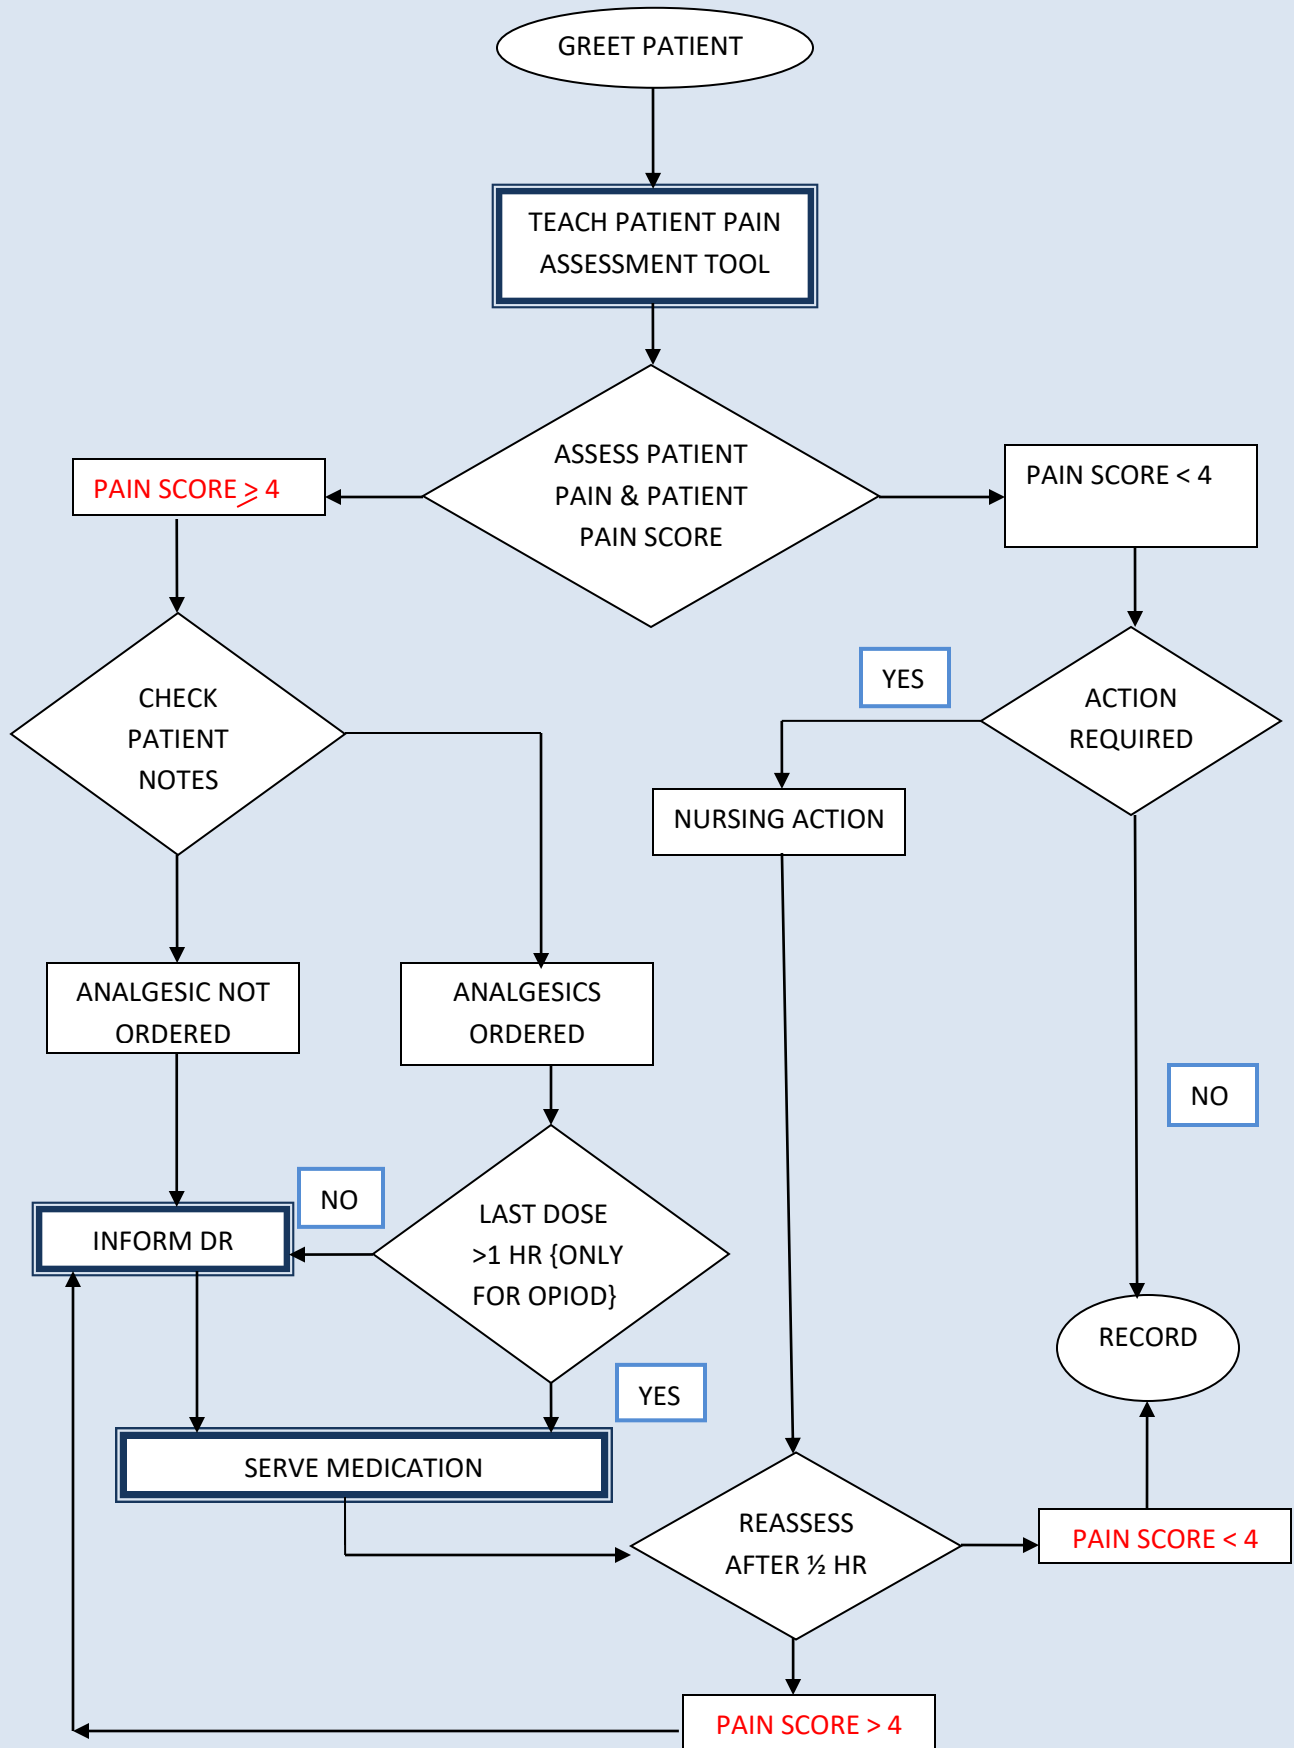 GREET PATIENT
TEACH PATIENT PAIN
ASSESSMENT TOOL
ASSESS PATIENT
PAIN & PATIENT
PAIN SCORE
PAIN SCORE ≥ 4
PAIN SCORE < 4
CHECK
PATIENT
NOTES
YES
ACTION
REQUIRED
NURSING ACTION
ANALGESIC NOT
ORDERED
ANALGESICS
ORDERED
NO
NO
LAST DOSE
>1 HR {ONLY
FOR OPIOD}
INFORM DR
RECORD
YES
SERVE MEDICATION
REASSESS
AFTER ½ HR
PAIN SCORE < 4
PAIN SCORE > 4